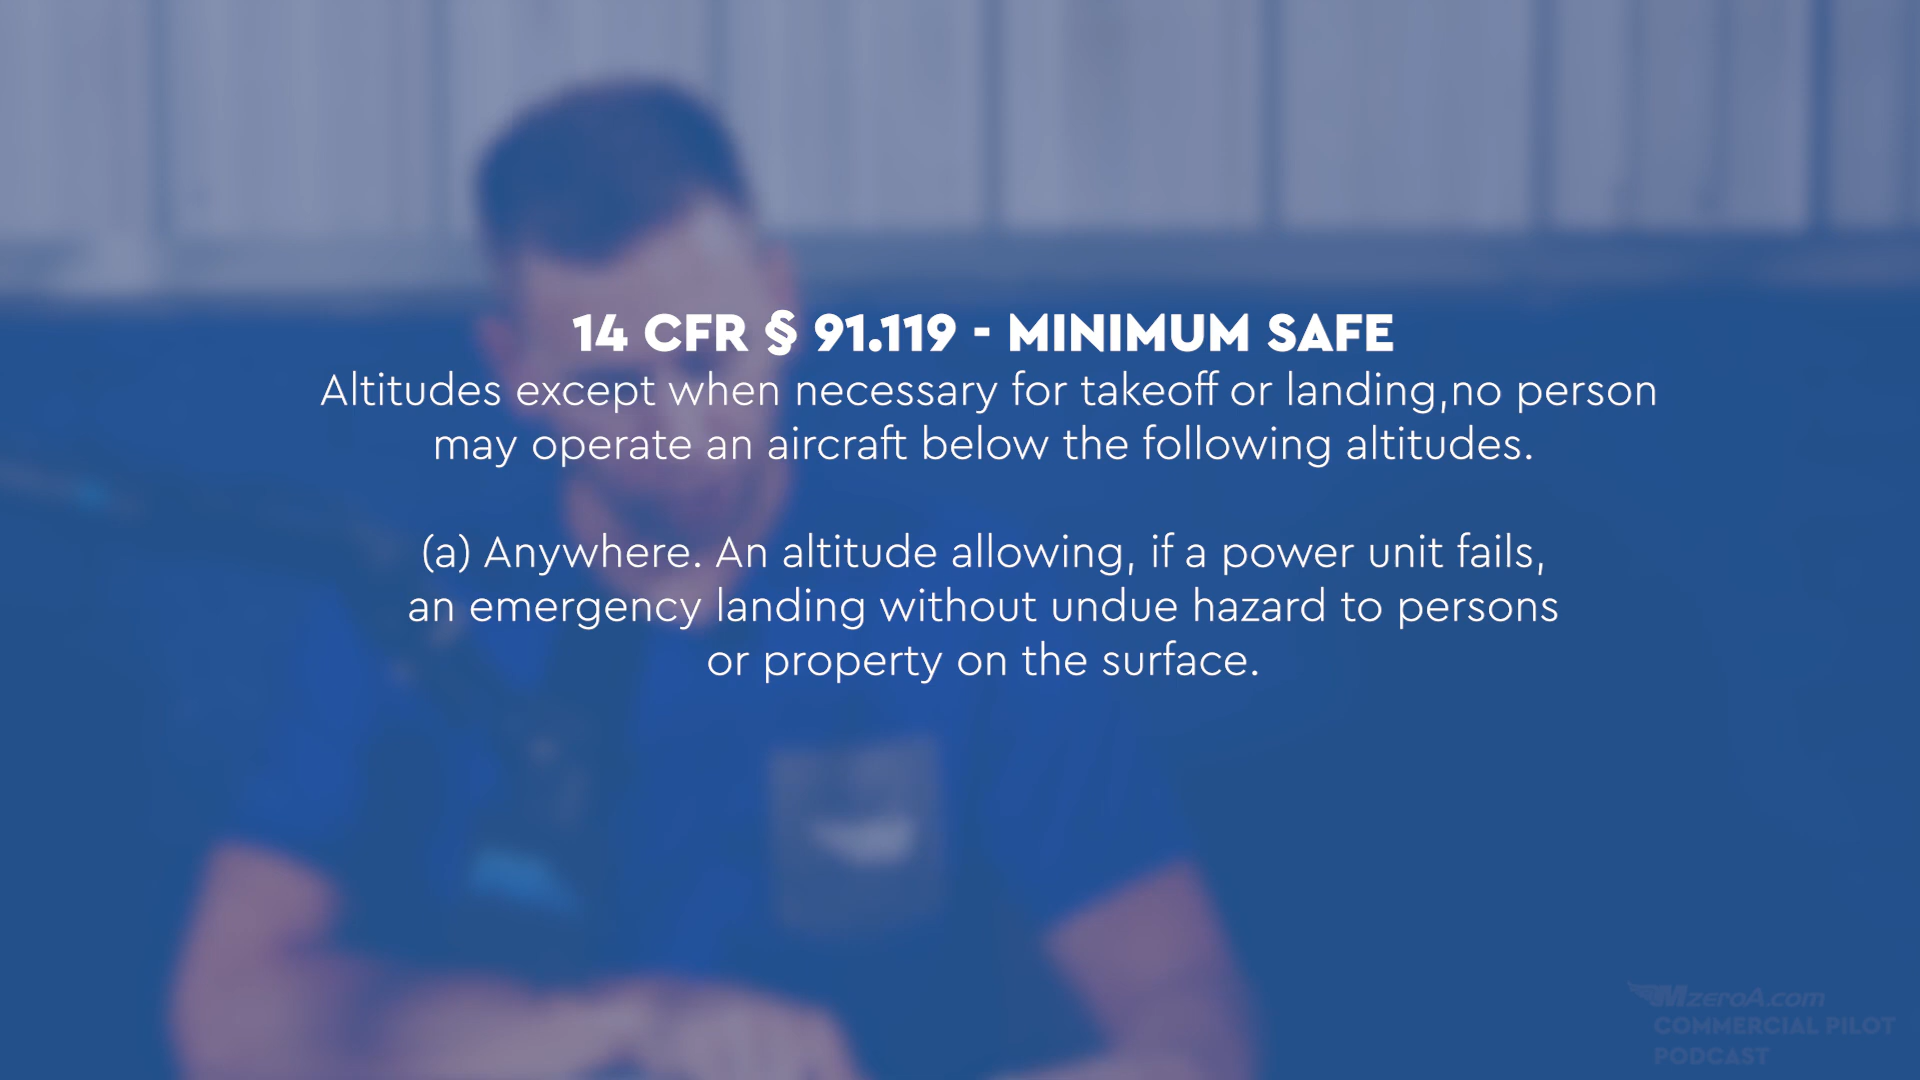 14 CFR § 91.119 - MINIMUM SAFE
Altitudes except when necessary for takeoff or landing,no person
may operate an aircraft below the following altitudes.
(a) Anywhere. An altitude allowing, if a power unit fails,
an emergency landing without undue hazard to persons
or property on the surface.
MzeroA.com
COMMERCIAL PILOT
PODCAST